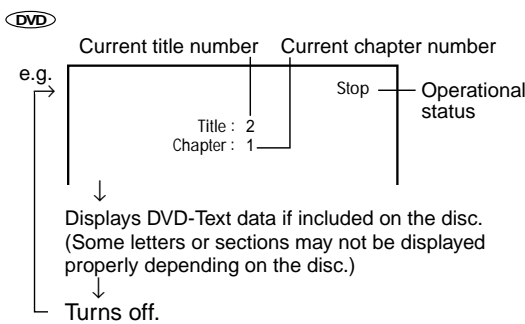 DVD
Current title number Current chapter number
e.g.
Stop
Operational
status
Title : 2
Chapter : 1
Displays DVD-Text data if included on the disc.
(Some letters or sections may not be displayed
properly depending on the disc.)
Turns off.